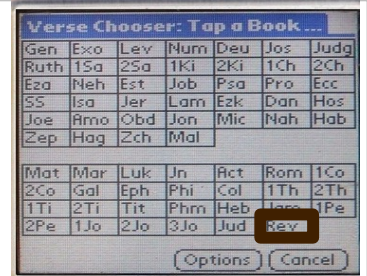 Verse Chooser: Tap a Book ...
Gen Exo Lev Num Deu Jos Judg
Ruth 1Sa 2Sa 1Ki 2Ki 1Ch 2Ch
Eza Neh Est Job Psa Pro Ecc
SS Isa Jer Lam Ezk Dan Hos
Joe Amo Obd Jon Mic Nah Hab
Zep Hag Zch Mal
Mat Mar Luk Jn Act Rom 1Co
2Co Gal Eph Phi Col 1Th 2Th
1Ti 2Ti Tit Phm Heb Jam 1Pe
2Pe 1Jo 2Jo 3Jo Jud Rev
Options Cancel